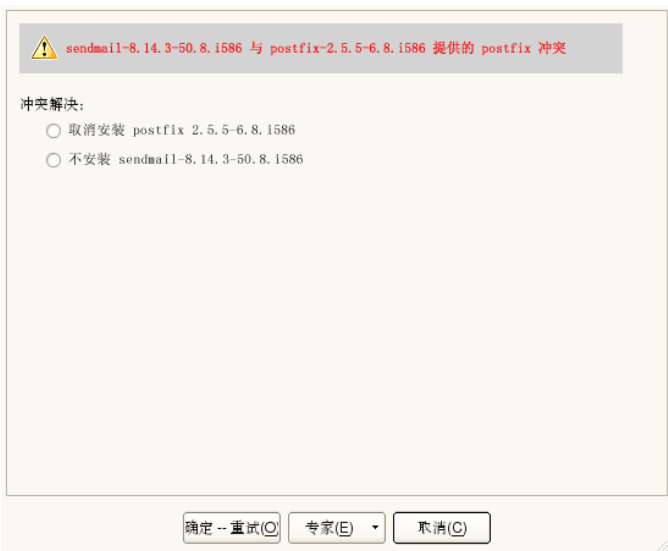 sendmail-8.14.3-50.8.i586 与 postfix-2.5.5-6.8.i586 提供的 postfix 冲突
冲突解决:
取消安装 postfix 2.5.5-6.8.i586
不安装 sendmail-8.14.3-50.8.i586
确定 -- 重试(O)
专家(E)
取消(C)